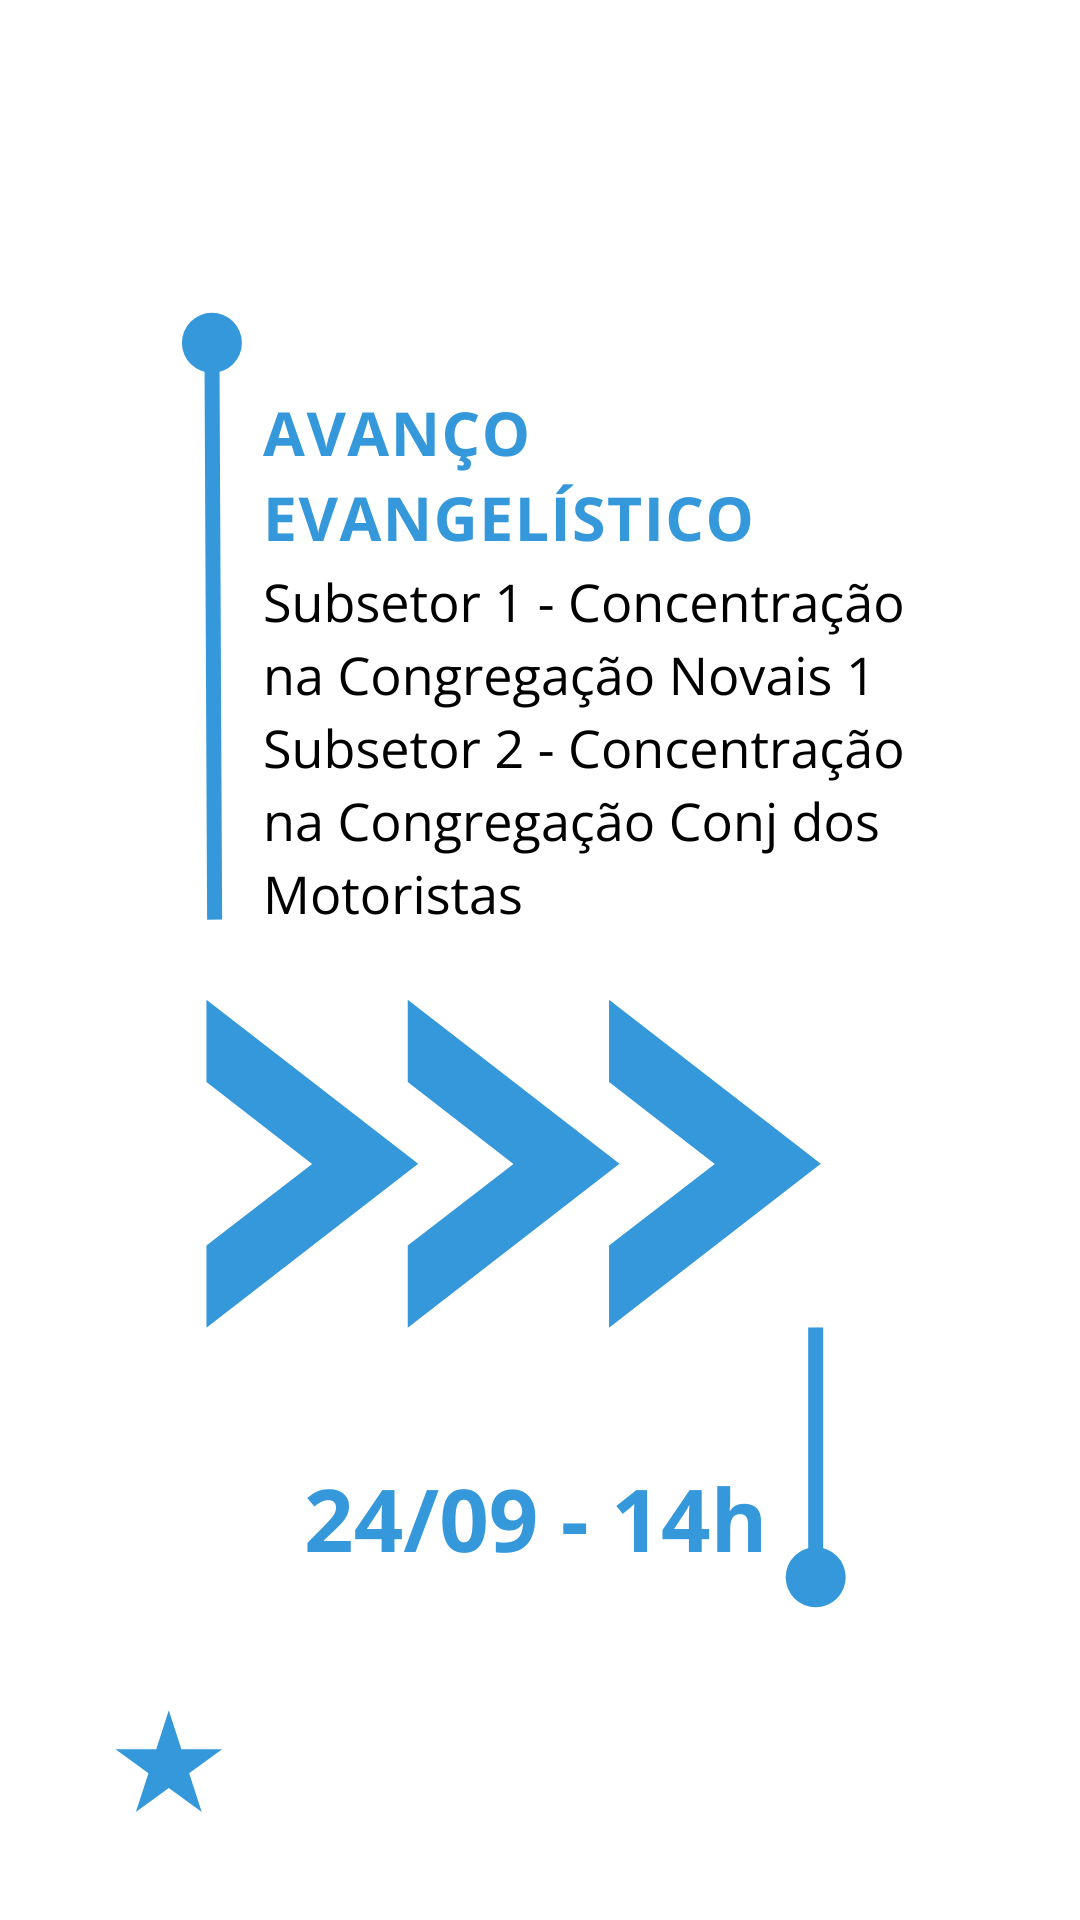 AVANÇO
EVANGELÍSTICO
Subsetor 1 - Concentração
na Congregação Novais 1
Subsetor 2 - Concentração
na Congregação Conj dos
Motoristas
24/09 - 14h